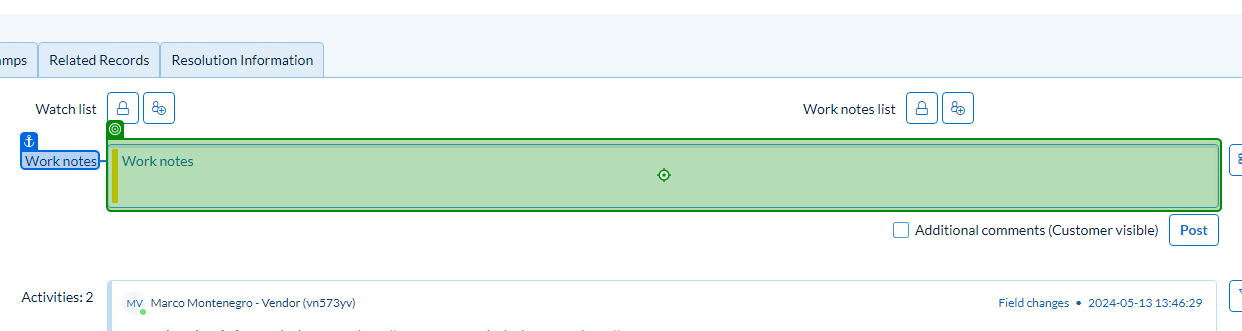 amps Related Records Resolution Information
Watch list Work notes list
Work notes Work notes
Additional comments (Customer visible) Post
Activities: 2 MV Marco Montenegro - Vendor (vn573yv) Field changes • 2024-05-13 13:46:29